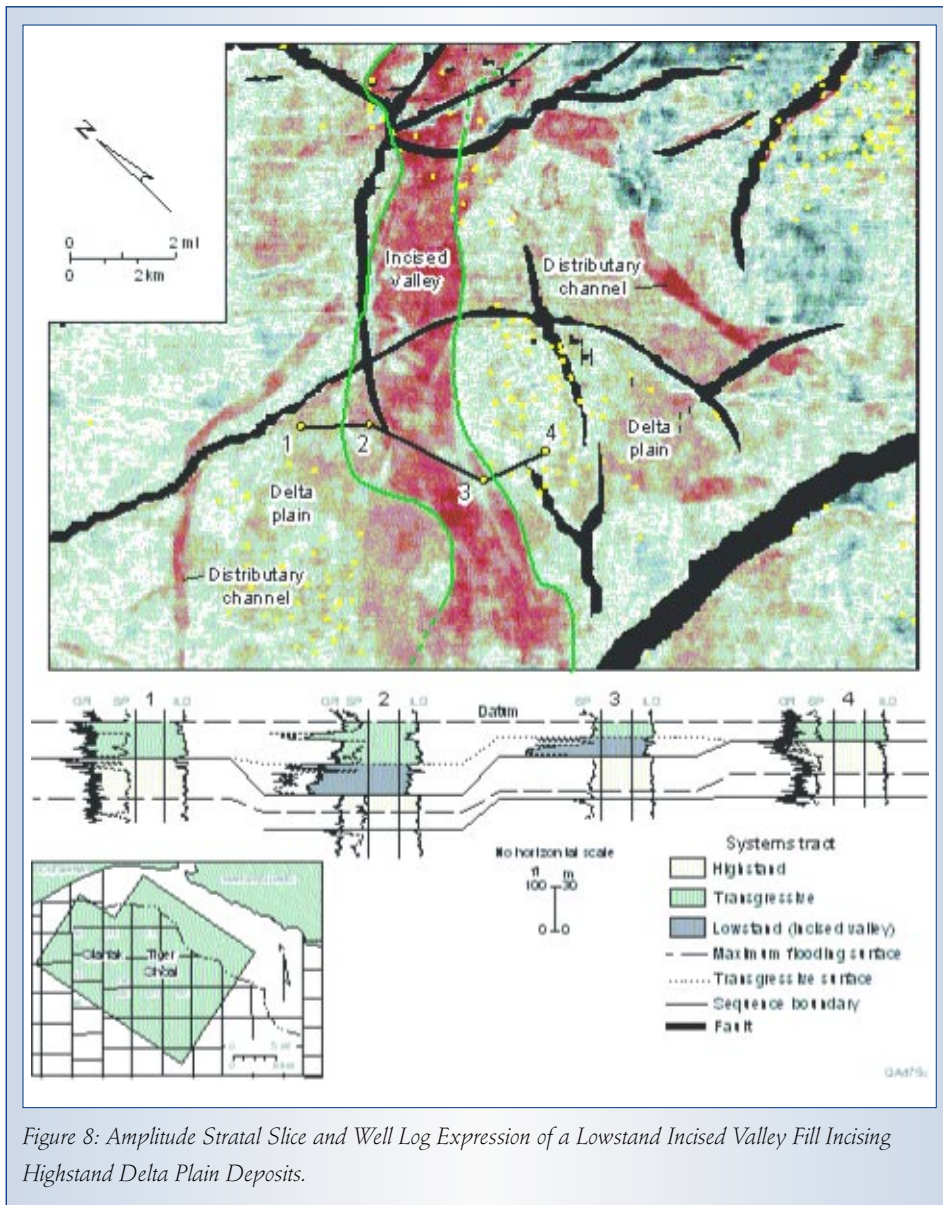 N
0 2 mi
0 2 km
Incised
valley
Distributary
channel
1
2
3
4
Delta
plain
Delta
plain
Distributary
channel
GR SP 1 ILD
GR SP 2 ILD
Datum
SP 3 ILD
GR SP 4 ILD
No horizontal scale
ft m
100 30
0 0
Systems tract
Highstand
Transgressive
Lowstand (Incised valley)
Maximum flooding surface
Transgressive surface
Sequence boundary
Fault
Tiger
Shoal
0 5 mi
Figure 8: Amplitude Stratal Slice and Well Log Expression of a Lowstand Incised Valley Fill Incising
Highstand Delta Plain Deposits.